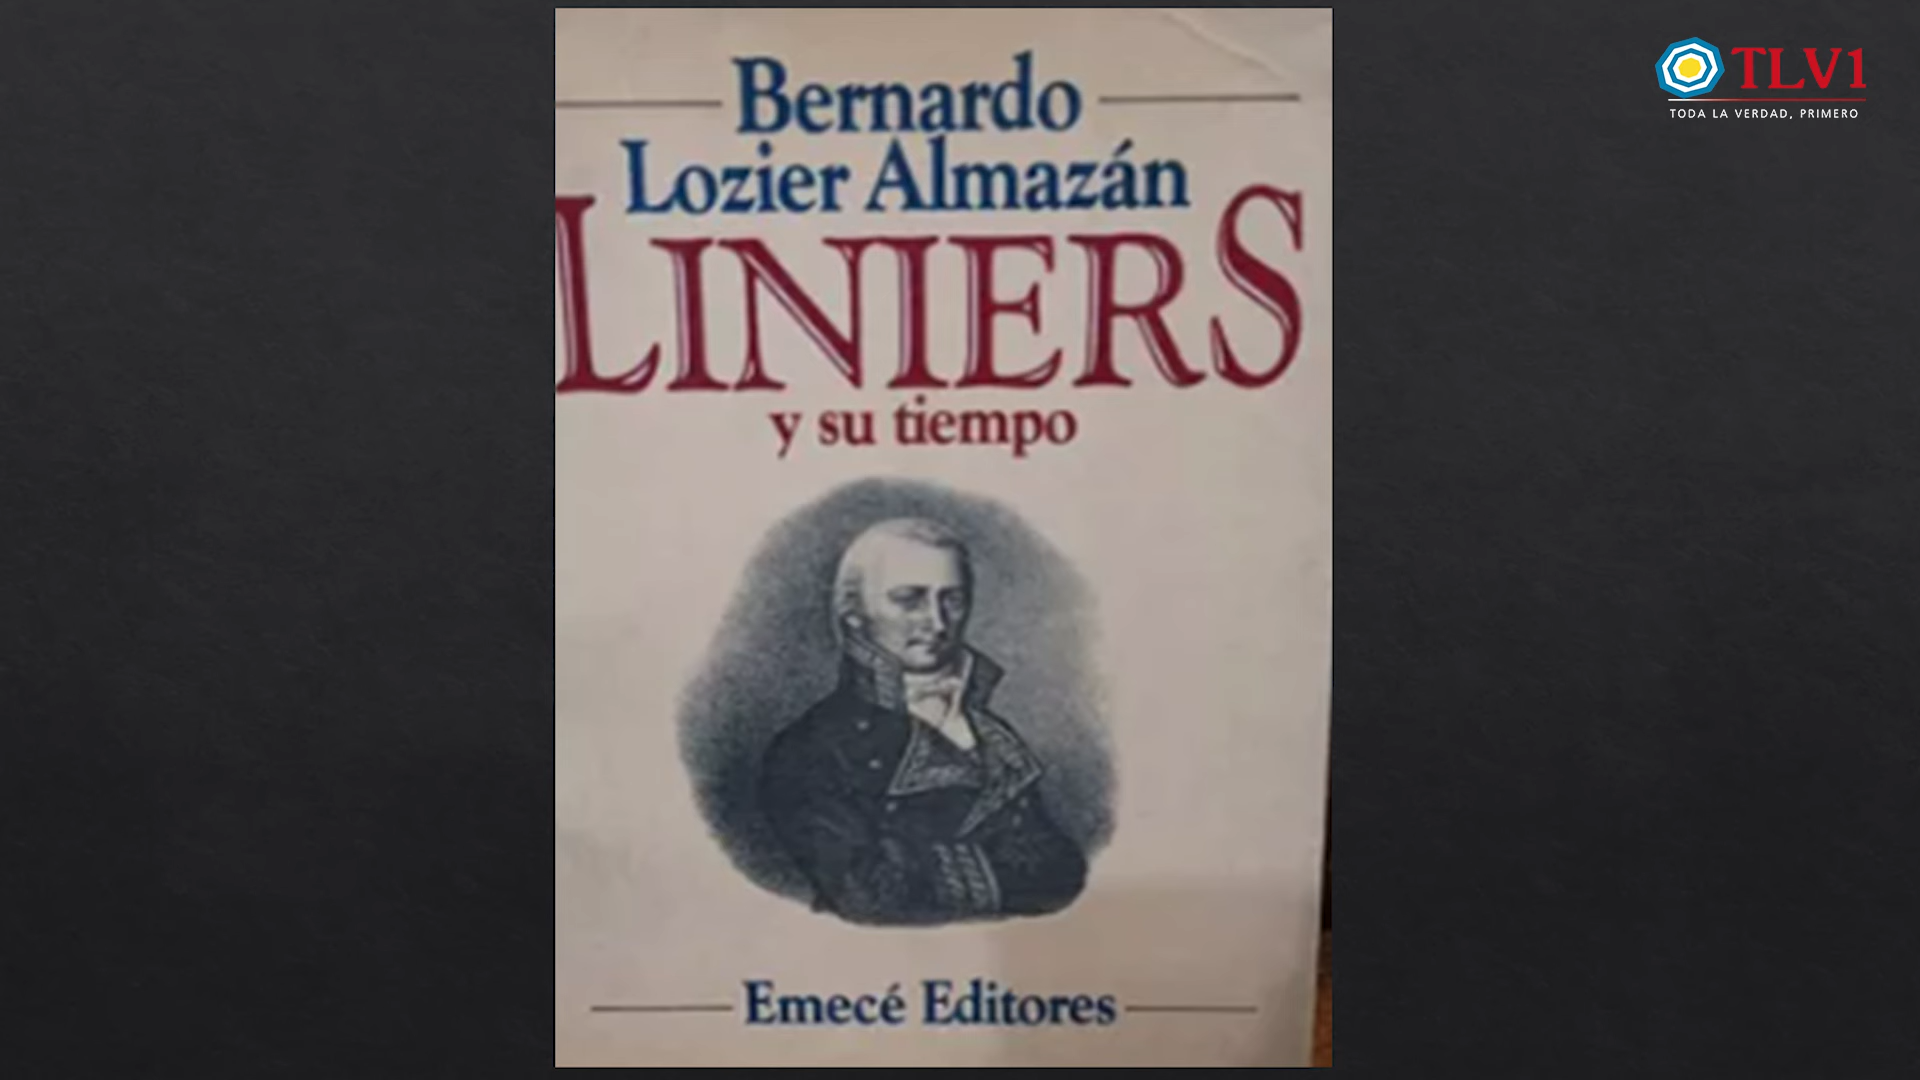 Bernardo
Lozier Almazán
LINIERS
y su tiempo
Emecé Editores
TLV1
TODA LA VERDAD, PRIMERO